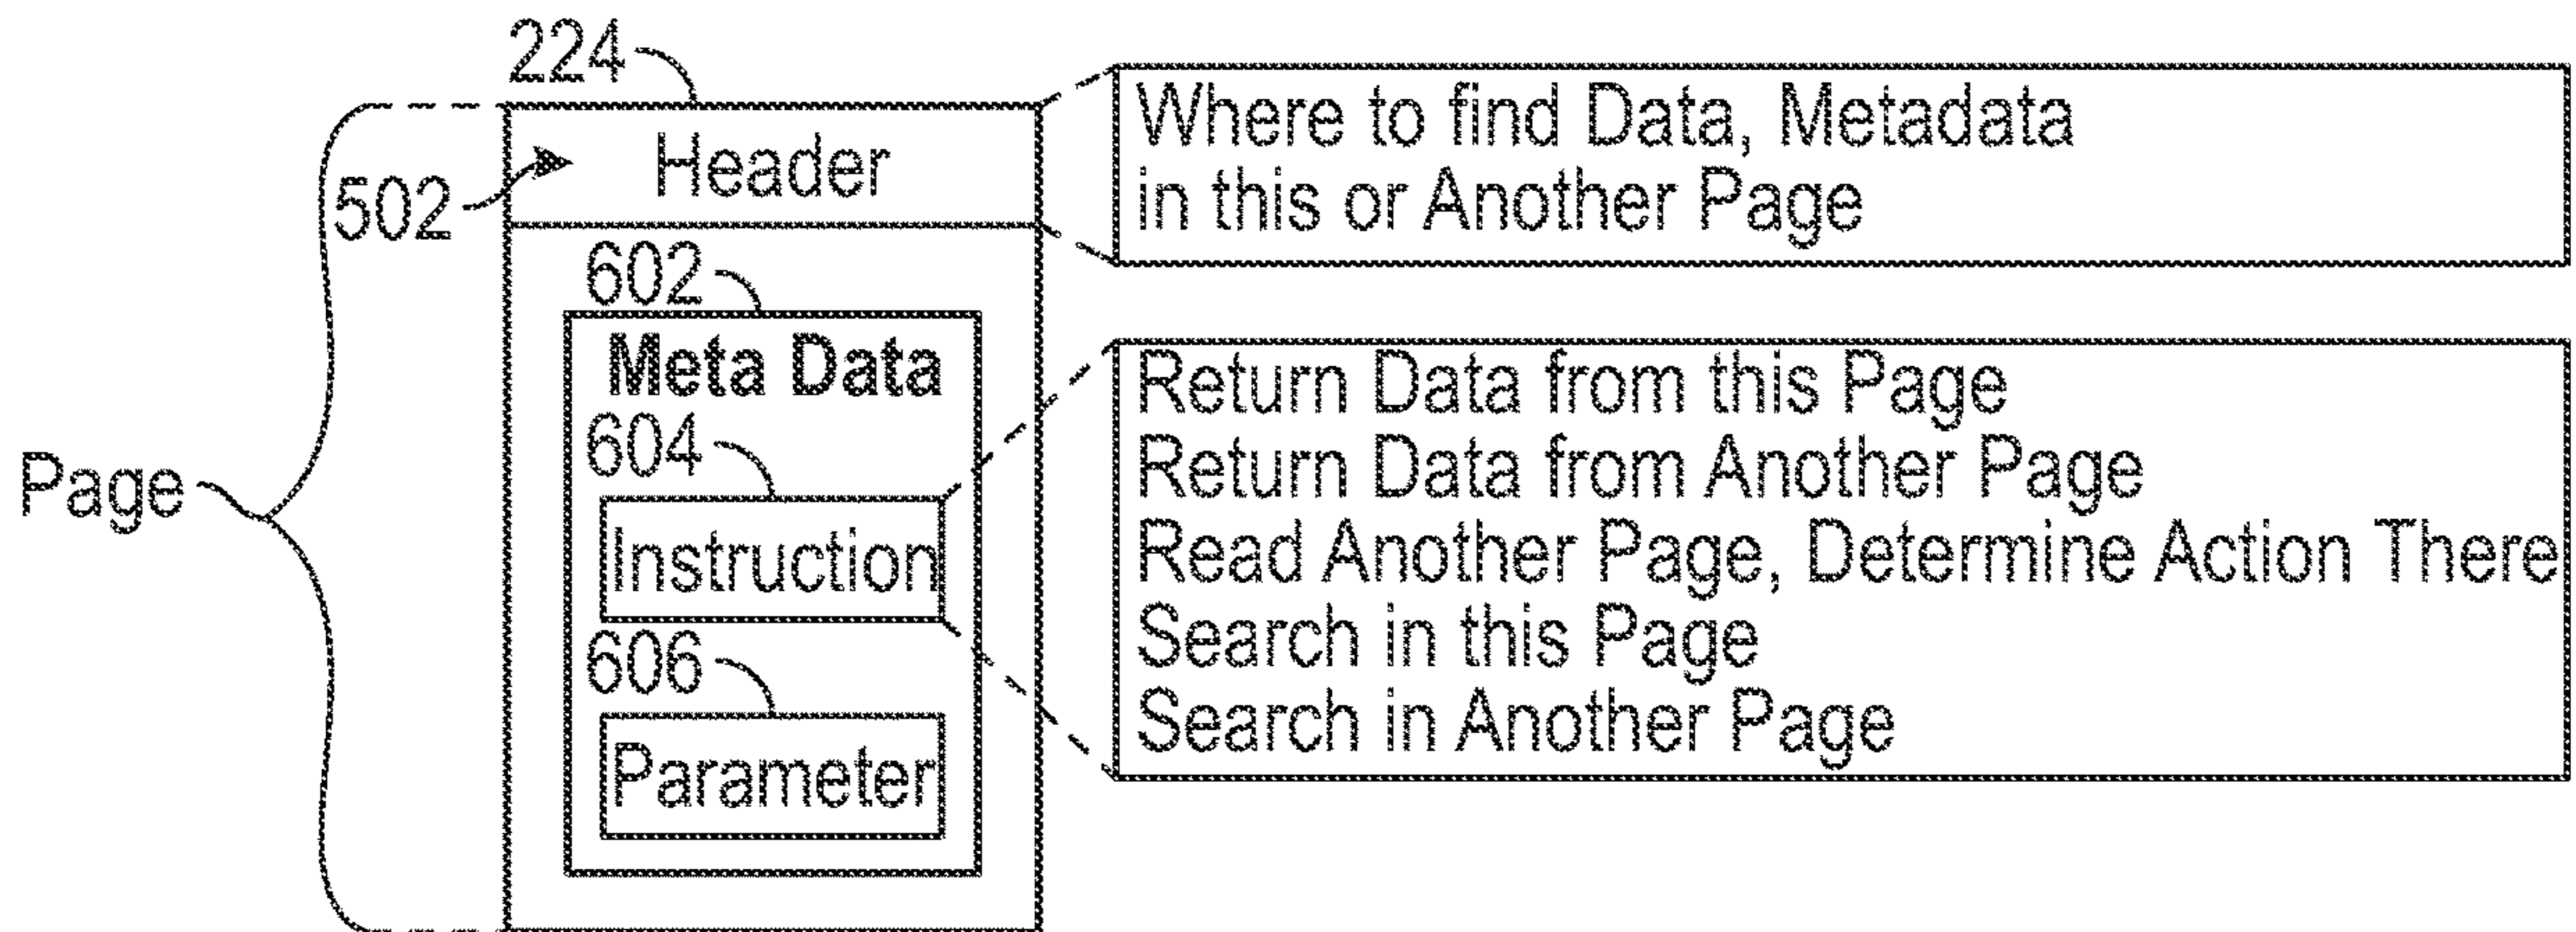 224
Where to find Data, Metadata
in this or Another Page
Header
502
602
Meta Data
604
Instruction
606
Parameter
Page
Return Data from this Page
Return Data from Another Page
Read Another Page, Determine Action There
Search in this Page
Search in Another Page